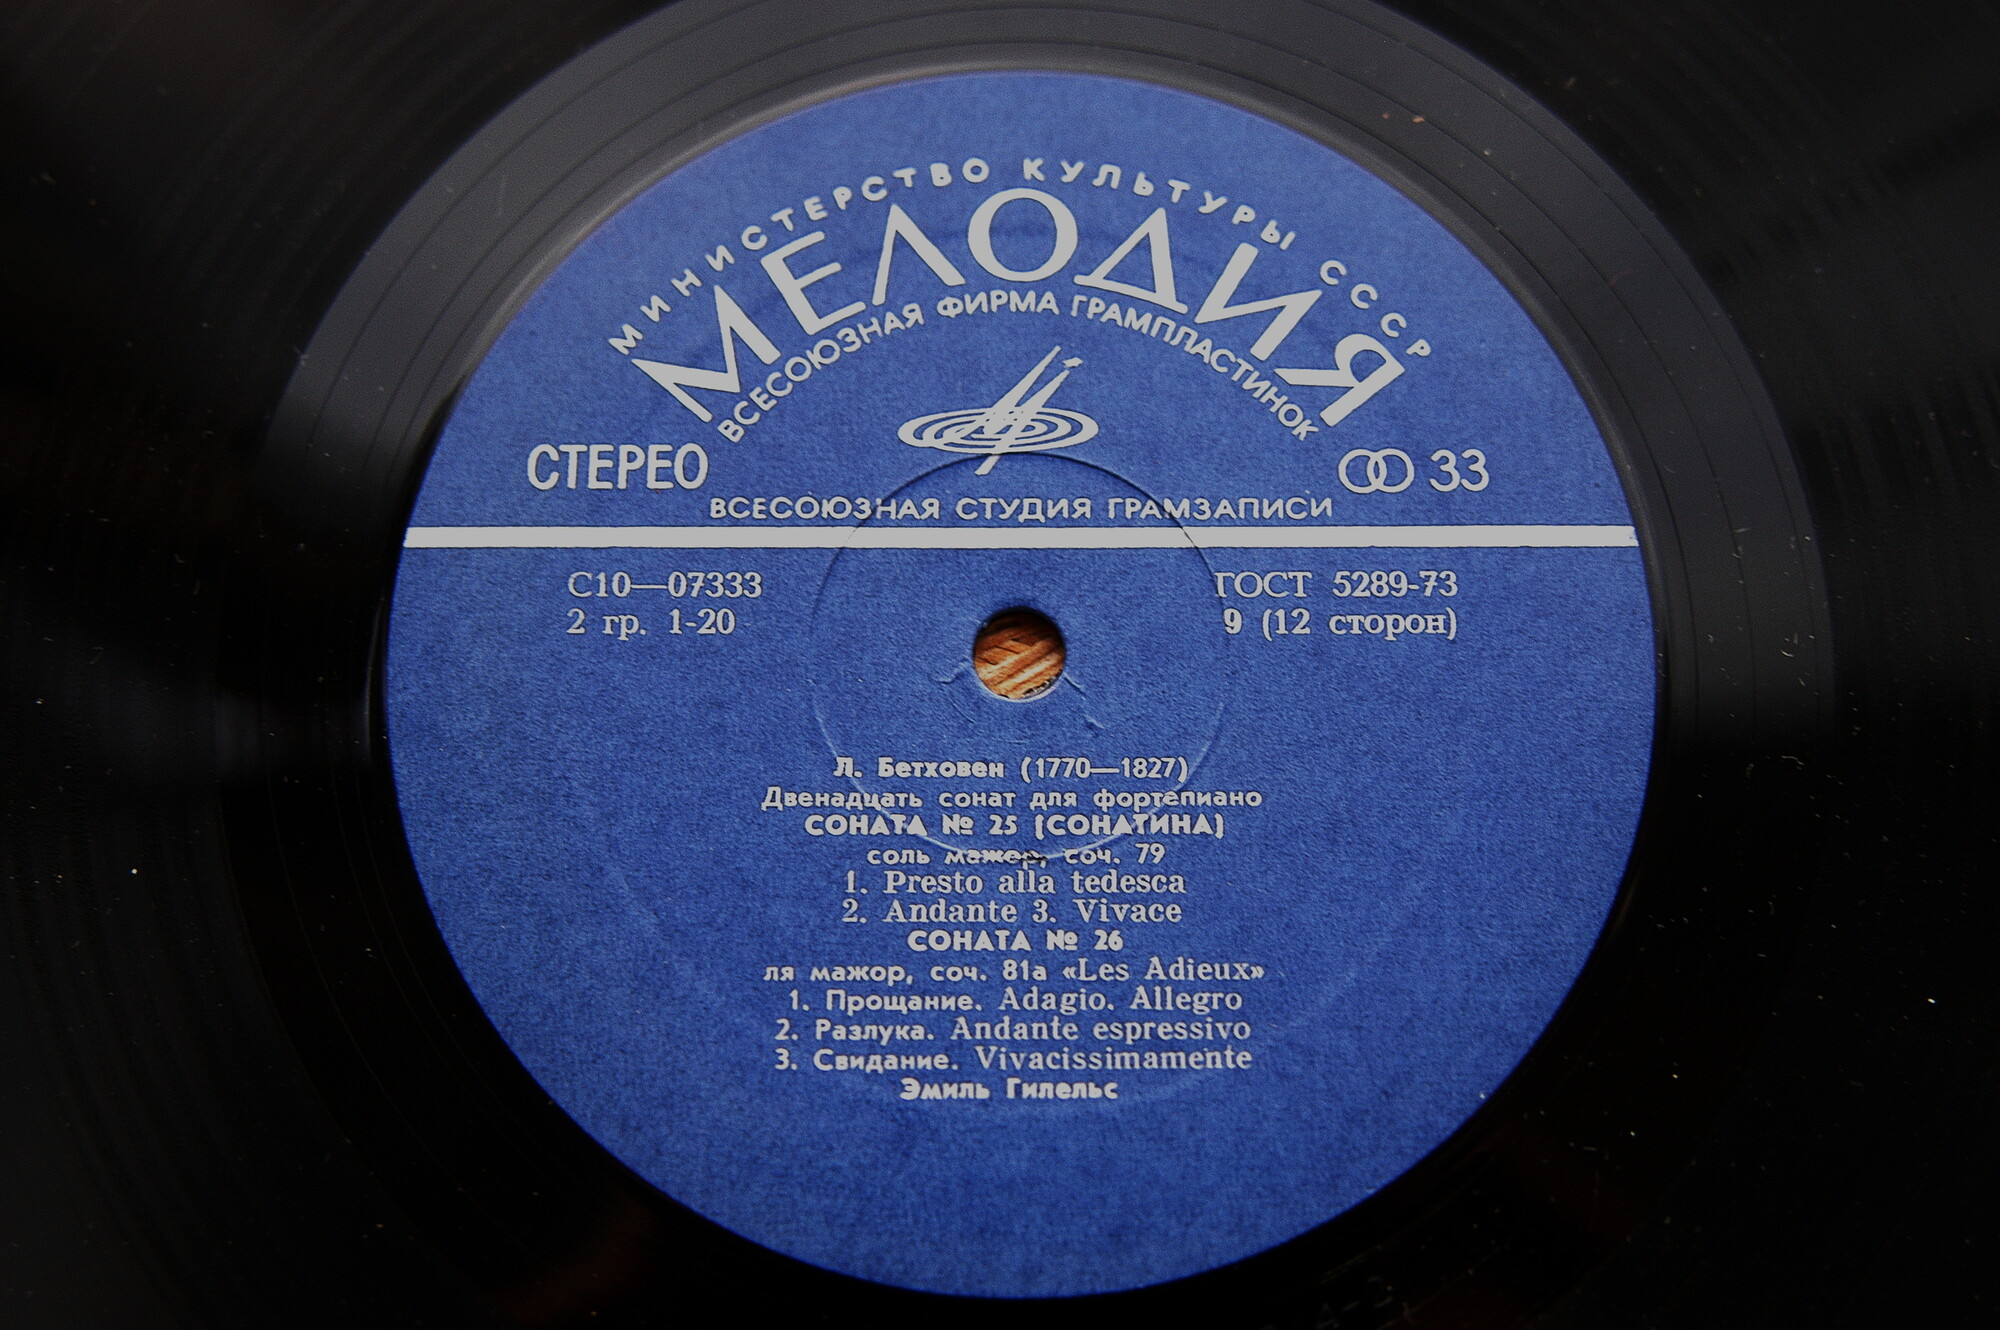 МИНИСТЕРСТВО КУЛЬТУРЫ СССР
МЕЛОДИЯ
ВСЕСОЮЗНАЯ ФИРМА ГРАМПЛАСТИНОК
СТЕРЕО
33
ВСЕСОЮЗНАЯ СТУДИЯ ГРАМЗАПИСИ
С10—07333
ГОСТ 5289-73
2 гр. 1-20
9 (12 сторон)
Л. Бетховен (1770—1827)
Двенадцать сонат для фортепиано
СОНАТА № 25 (СОНАТИНА)
соль мажор, соч. 79
1. Presto alla tedesca
2. Andante 3. Vivace
СОНАТА № 26
ля мажор, соч. 81а «Les Adieux»
1. Прощание. Adagio. Allegro
2. Разлука. Andante espressivo
3. Свидание. Vivacissimamente
Эмиль Гилельс